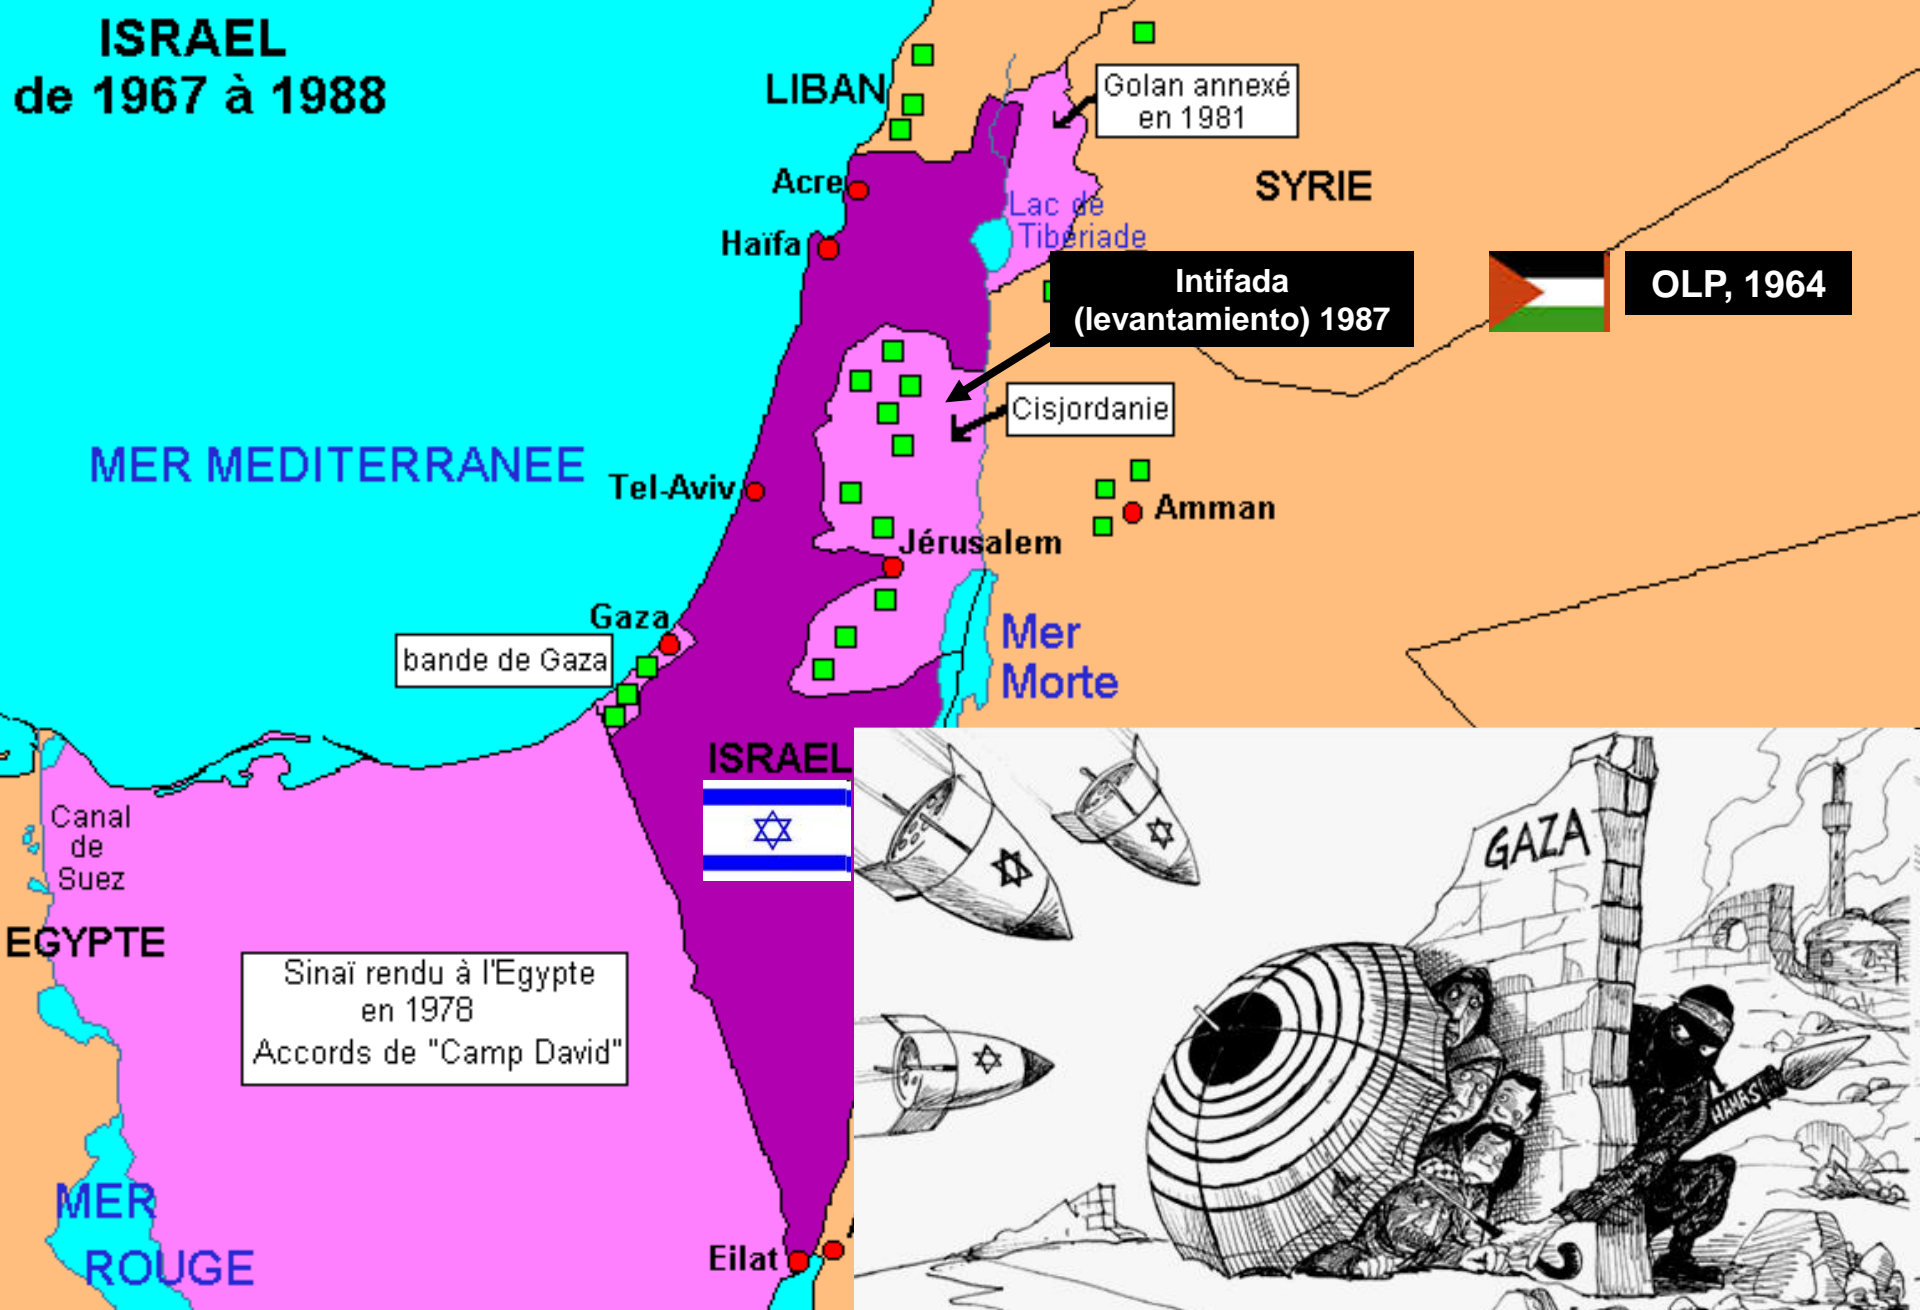 ISRAEL
de 1967 à 1988
LIBAN
Golan annexé
en 1981
Acre
SYRIE
Lac de
Tibériade
Haïfa
Intifada
(levantamiento) 1987
OLP, 1964
Cisjordanie
MER MEDITERRANEE
Tel-Aviv
Amman
Jérusalem
Gaza
bande de Gaza
Mer
Morte
ISRAEL
Canal
de
Suez
EGYPTE
Sinaï rendu à l'Egypte
en 1978
Accords de "Camp David"
MER
ROUGE
Eilat
GAZA
HAMAS